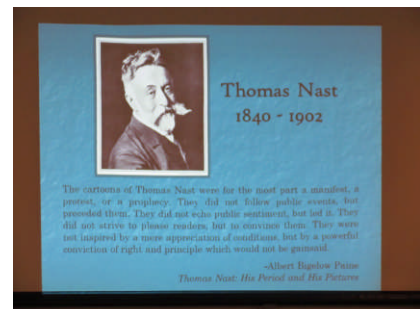 Thomas Nast
1840 - 1902
The cartoons of Thomas Nast were for the most part a manifest, a
protest, or a prophecy. They did not follow public events, but
preceded them. They did not echo public sentiment, but led it. They
did not strive to please readers, but to convince them. They were
not inspired by a mere appreciation of conditions, but by a powerful
conviction of right and principle which would not be gainsaid.
-Albert Bigelow Paine
Thomas Nast: His Period and His Pictures